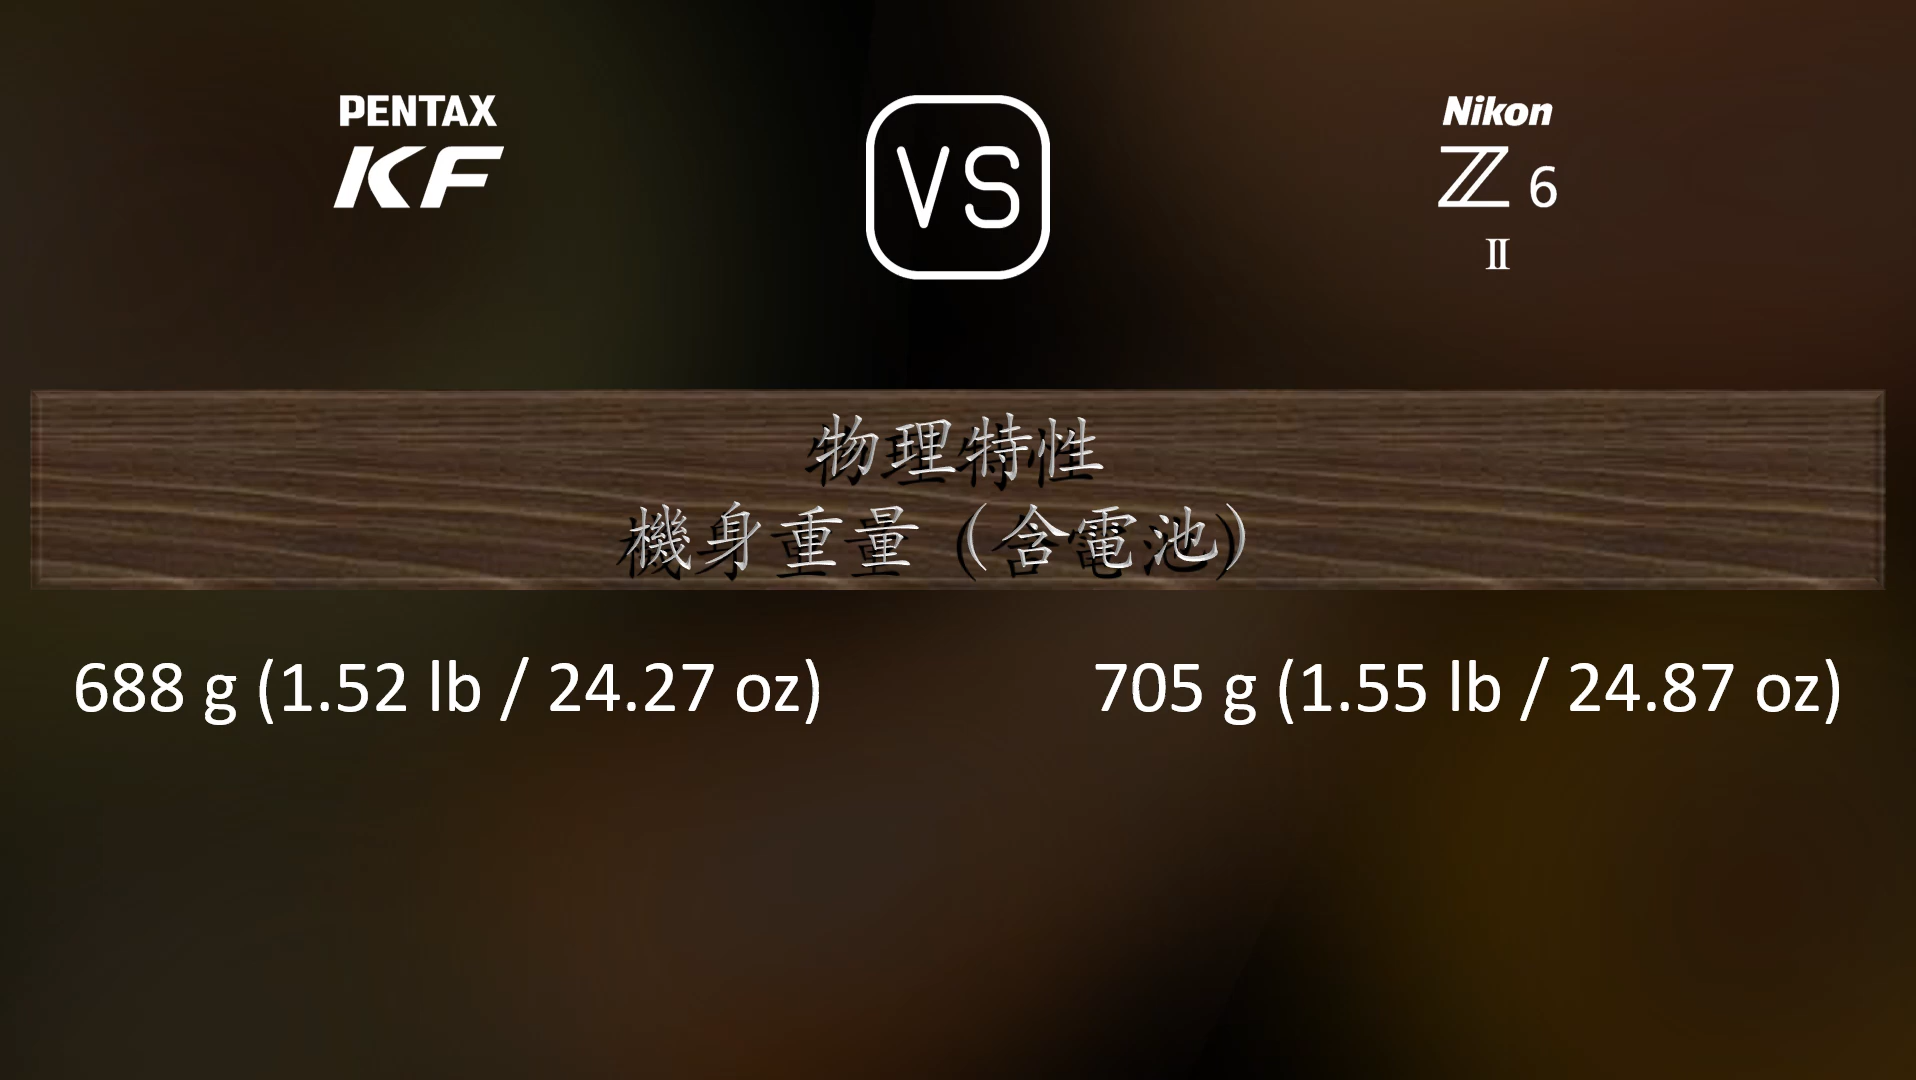 PENTAX
KF
VS
Nikon
Z 6
II
物理特性
機身重量（含電池）
688 g (1.52 lb / 24.27 oz)
705 g (1.55 lb / 24.87 oz)